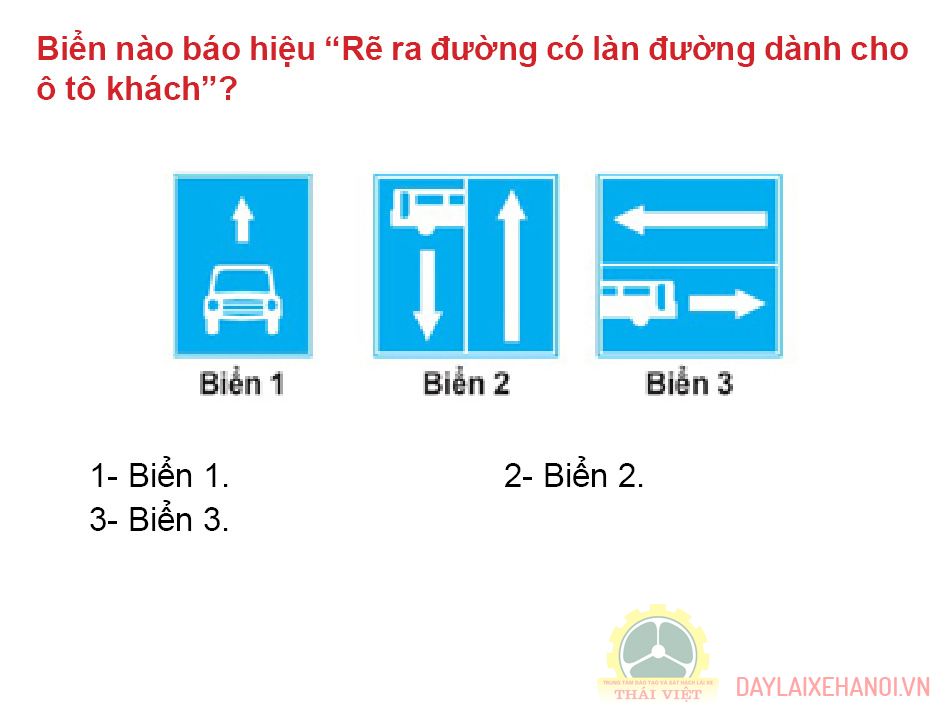 Biển nào báo hiệu “Rẽ ra đường có làn đường dành cho
ô tô khách”?
Biển 1 Biển 2 Biển 3
1- Biển 1. 2- Biển 2.
3- Biển 3.
TRUNG TÂM ĐÀO TẠO VÀ SÁT HẠCH LÁI XE
THÁI VIỆT
DAYLAIXEHANOI.VN